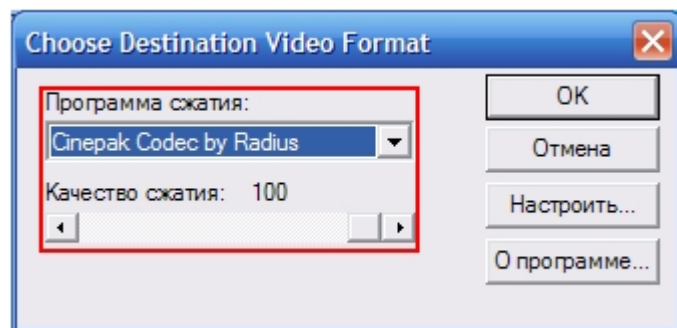 Choose Destination Video Format
Программа сжатия:
Cinepak Codec by Radius
Качество сжатия: 100
OK
Отмена
Настроить...
О программе...